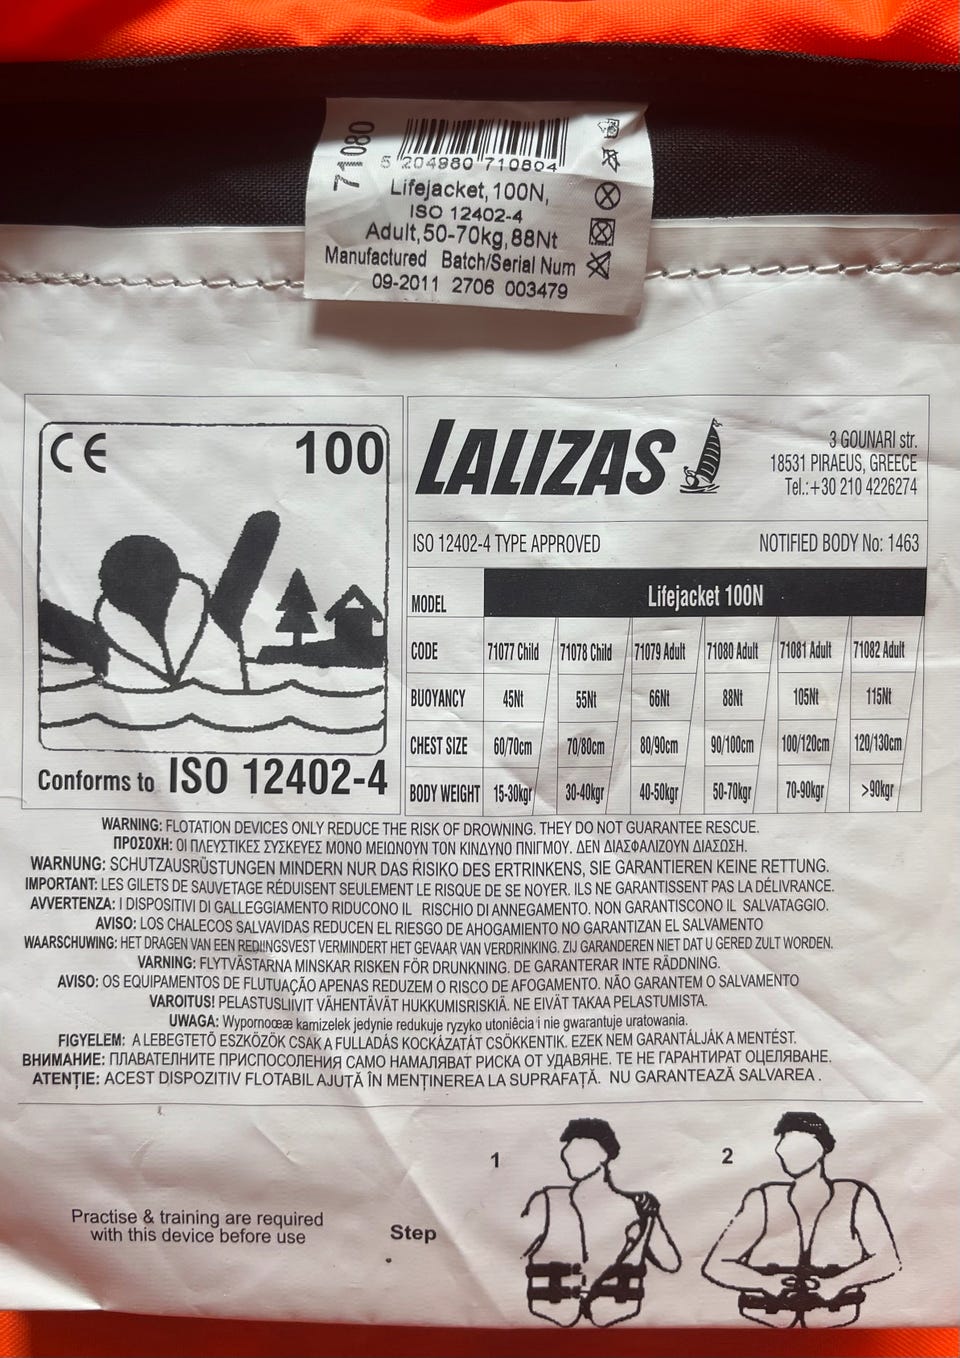 71080
5 204980 710804
Lifejacket, 100N,
ISO 12402-4
Adult, 50-70kg, 88Nt
Manufactured Batch/Serial Num
09-2011 2706 003479
CE 100
Conforms to ISO 12402-4
LALIZAS
3 GOUNARI str.
18531 PIRAEUS, GREECE
Tel.:+30 210 4226274
ISO 12402-4 TYPE APPROVED NOTIFIED BODY No: 1463
MODEL Lifejacket 100N
CODE 71077 Child 71078 Child 71079 Adult 71080 Adult 71081 Adult 71082 Adult
BUOYANCY 45Nt 55Nt 66Nt 88Nt 105Nt 115Nt
CHEST SIZE 60/70cm 70/80cm 80/90cm 90/100cm 100/120cm 120/130cm
BODY WEIGHT 15-30kgr 30-40kgr 40-50kgr 50-70kgr 70-90kgr >90kgr
WARNING: FLOTATION DEVICES ONLY REDUCE THE RISK OF DROWNING. THEY DO NOT GUARANTEE RESCUE.
ΠΡΟΣΟΧΗ: ΟΙ ΠΛΕΥΣΤΙΚΕΣ ΣΥΣΚΕΥΕΣ ΜΟΝΟ ΜΕΙΩΝΟΥΝ ΤΟΝ ΚΙΝΔΥΝΟ ΠΝΙΓΜΟΥ. ΔΕΝ ΔΙΑΣΦΑΛΙΖΟΥΝ ΔΙΑΣΩΣΗ.
WARNUNG: SCHUTZAUSRÜSTUNGEN MINDERN NUR DAS RISIKO DES ERTRINKENS, SIE GARANTIEREN KEINE RETTUNG.
IMPORTANT: LES GILETS DE SAUVETAGE RÉDUISENT SEULEMENT LE RISQUE DE SE NOYER. ILS NE GARANTISSENT PAS LA DÉLIVRANCE.
AVVERTENZA: I DISPOSITIVI DI GALLEGGIAMENTO RIDUCONO IL RISCHIO DI ANNEGAMENTO. NON GARANTISCONO IL SALVATAGGIO.
AVISO: LOS CHALECOS SALVAVIDAS REDUCEN EL RIESGO DE AHOGAMIENTO NO GARANTIZAN EL SALVAMENTO
WAARSCHUWING: HET DRAGEN VAN EEN REDIINGSVEST VERMINDERT HET GEVAAR VAN VERDRINKING. ZIJ GARANDEREN NIET DAT U GERED ZULT WORDEN.
VARNING: FLYTVÄSTARNA MINSKAR RISKEN FÖR DRUNKNING. DE GARANTERAR INTE RÄDDNING.
AVISO: OS EQUIPAMENTOS DE FLUTUAÇÃO APENAS REDUZEM O RISCO DE AFOGAMENTO. NÃO GARANTEM O SALVAMENTO
VAROITUS! PELASTUSLIIVIT VÄHENTÄVÄT HUKKUMISRISKIÄ. NE EIVÄT TAKAA PELASTUMISTA.
UWAGA: Wypornoœæ kamizelek jedynie redukuje ryzyko utoniêcia i nie gwarantuje uratowania.
FIGYELEM: A LEBEGTETŐ ESZKÖZÖK CSAK A FULLADÁS KOCKÁZATÁT CSÖKKENTIK. EZEK NEM GARANTÁLJÁK A MENTÉST.
ВНИМАНИЕ: ПЛАВАТЕЛНИТЕ ПРИСПОСОЛЕНИЯ САМО НАМАЛЯВАТ РИСКА ОТ УДАВЯНЕ. ТЕ НЕ ГАРАНТИРАТ ОЦЕЛЯВАНЕ.
ATENȚIE: ACEST DISPOZITIV FLOTABIL AJUTĂ ÎN MENȚINEREA LA SUPRAFAȚĂ. NU GARANTEAZĂ SALVAREA .
Practise & training are required
with this device before use
Step 1 2